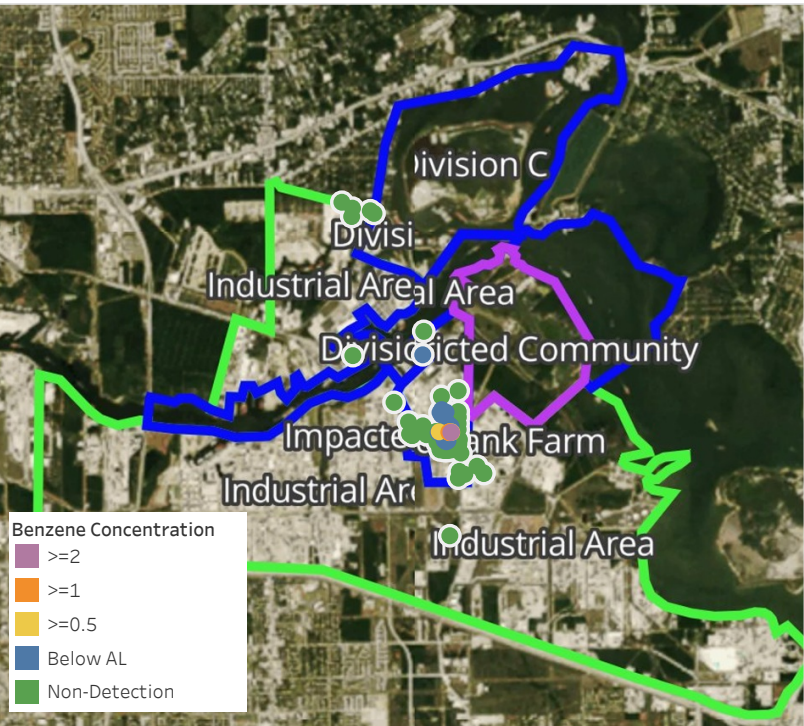 Division C
Divisi
Industrial Area
al Area
Divisio
icted Community
Impacte
ank Farm
Industrial Are
Industrial Area
Benzene Concentration
>=2
>=1
>=0.5
Below AL
Non-Detection